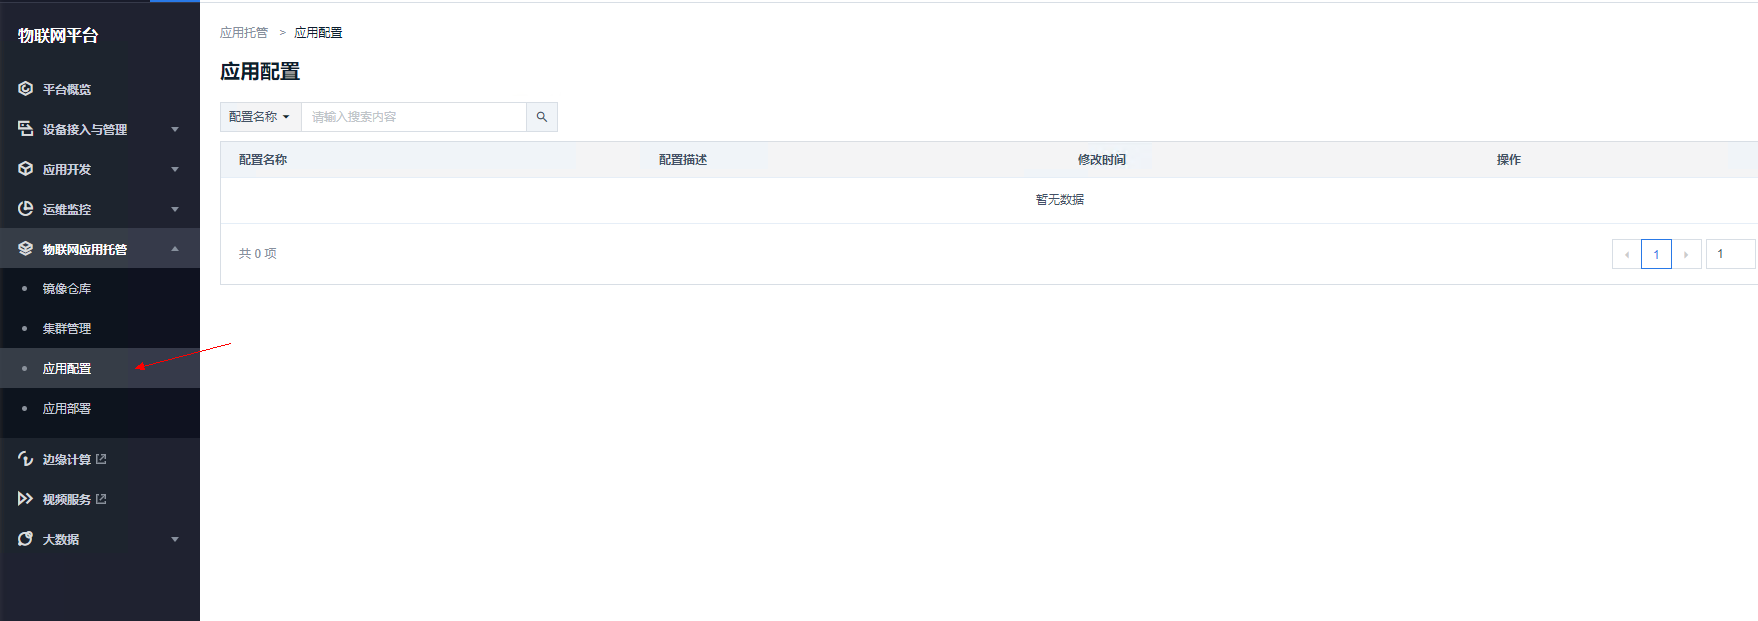 物联网平台
平台概览
设备接入与管理
应用开发
运维监控
物联网应用托管
镜像仓库
集群管理
应用配置
应用部署
边缘计算
视频服务
大数据
应用托管 > 应用配置
应用配置
配置名称 请输入搜索内容
配置名称 配置描述 修改时间 操作
暂无数据
共 0 项 1 1